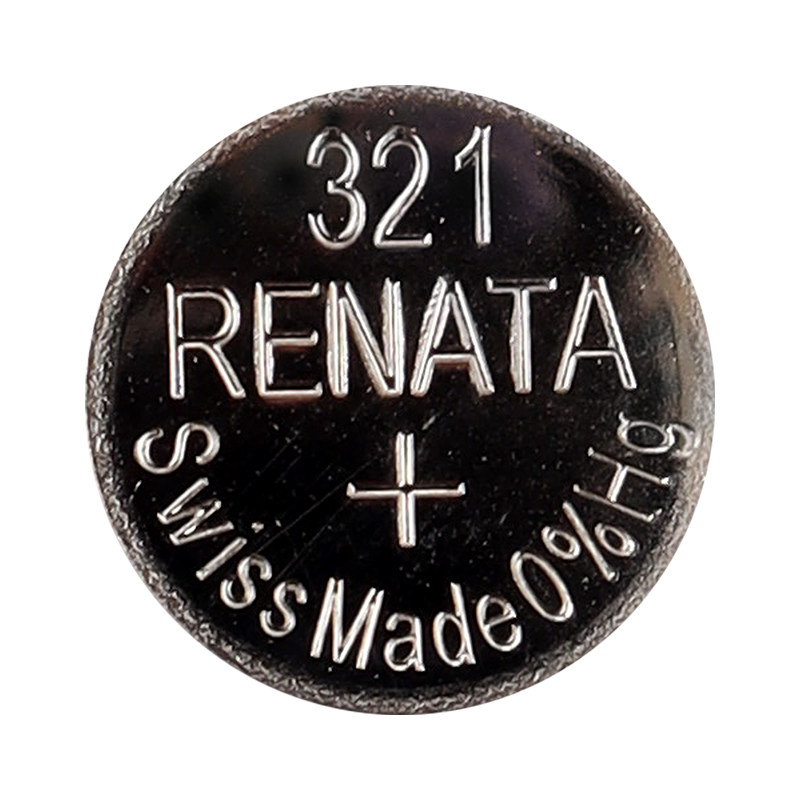 321
RENATA
+
Swiss Made 0% Hg